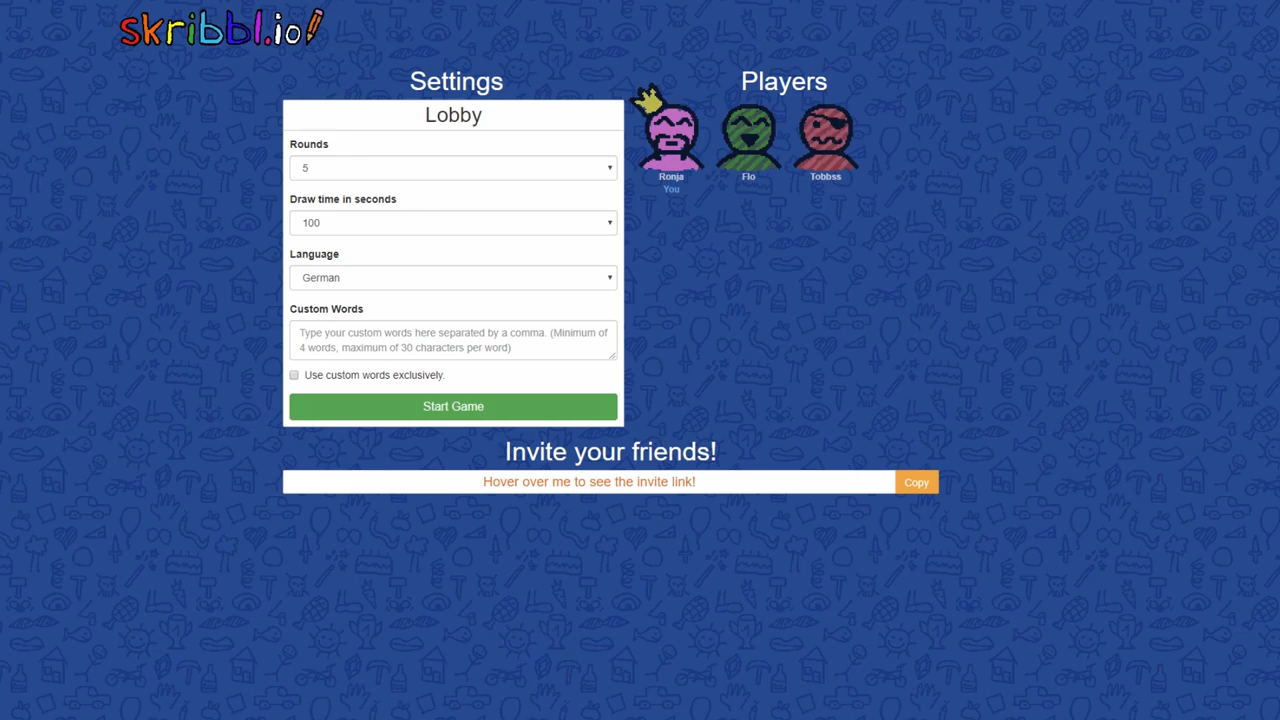 skribbl.io
Settings
Lobby
Rounds
5
Draw time in seconds
100
Language
German
Custom Words
Type your custom words here separated by a comma. (Minimum of
4 words, maximum of 30 characters per word)
Use custom words exclusively.
Start Game
Players
Ronja
You
Flo
Tobbss
Invite your friends!
Hover over me to see the invite link!
Copy